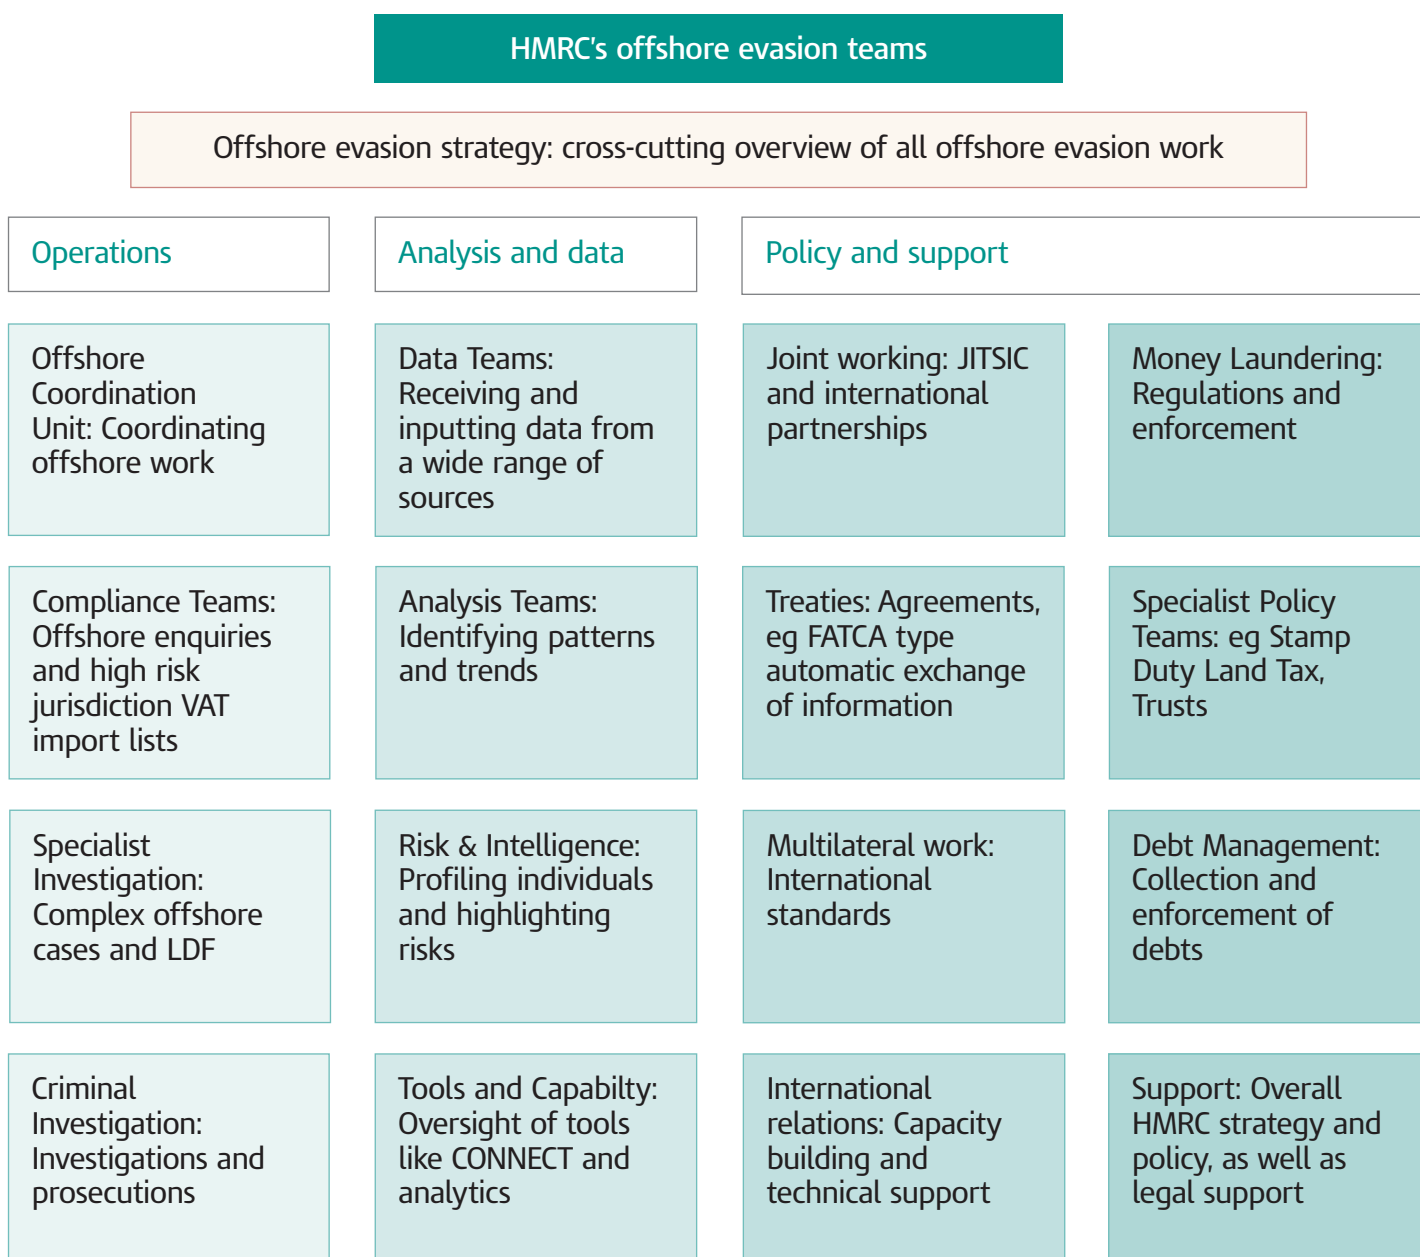 HMRC's offshore evasion teams
Offshore evasion strategy: cross-cutting overview of all offshore evasion work
Operations
Analysis and data
Policy and support
Offshore
Coordination
Unit: Coordinating
offshore work
Data Teams:
Receiving and
inputting data from
a wide range of
sources
Joint working: JITSIC
and international
partnerships
Money Laundering:
Regulations and
enforcement
Compliance Teams:
Offshore enquiries
and high risk
jurisdiction VAT
import lists
Analysis Teams:
Identifying patterns
and trends
Treaties: Agreements,
eg FATCA type
automatic exchange
of information
Specialist Policy
Teams: eg Stamp
Duty Land Tax,
Trusts
Specialist
Investigation:
Complex offshore
cases and LDF
Risk & Intelligence:
Profiling individuals
and highlighting
risks
Multilateral work:
International
standards
Debt Management:
Collection and
enforcement of
debts
Criminal
Investigation:
Investigations and
prosecutions
Tools and Capabilty:
Oversight of tools
like CONNECT and
analytics
International
relations: Capacity
building and
technical support
Support: Overall
HMRC strategy and
policy, as well as
legal support